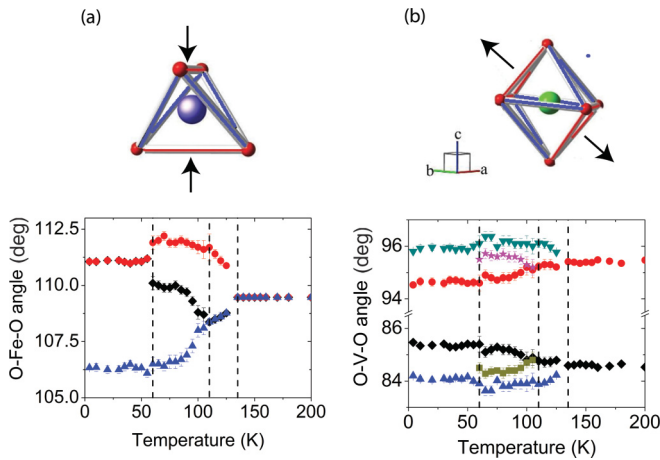 (a)
(b)
c
b
a
O-Fe-O angle (deg)
112.5
110.0
107.5
105.0
0
50
100
150
200
Temperature (K)
O-V-O angle (deg)
96
94
86
84
0
50
100
150
200
Temperature (K)